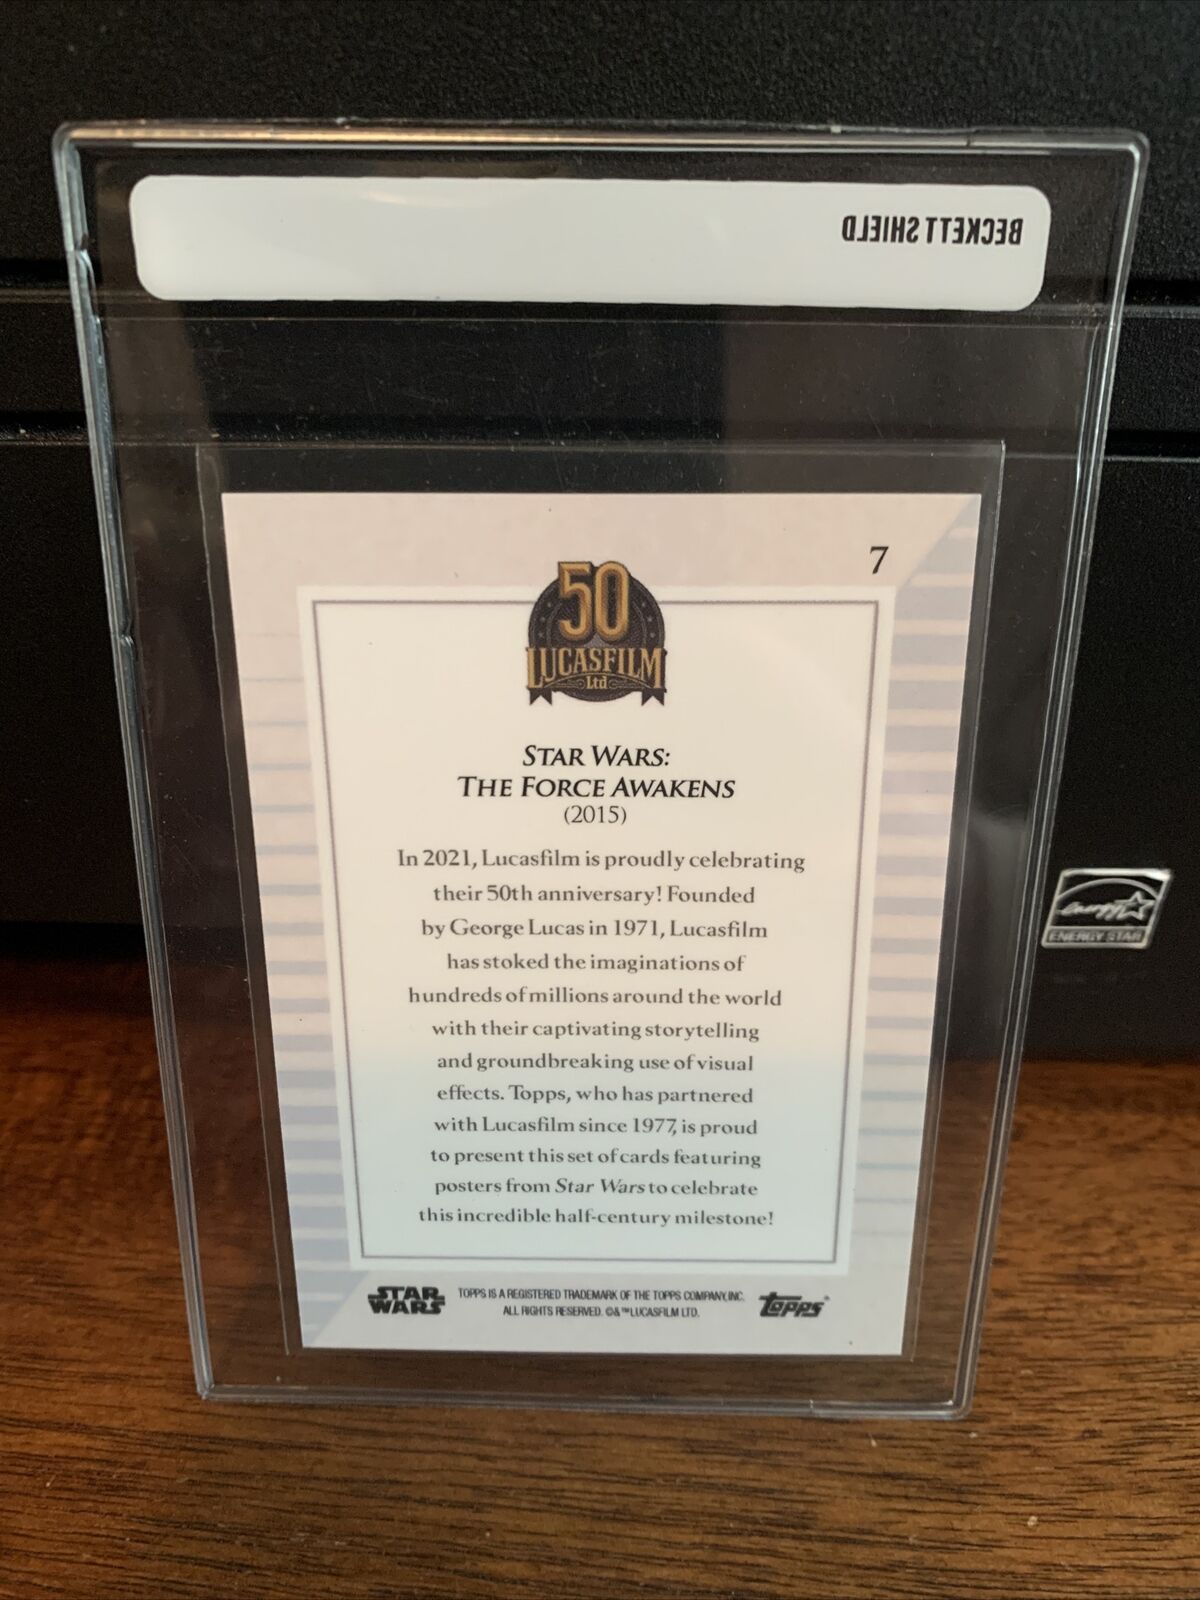 BECKETT SHIELD
7
50
LUCASFILM
Ltd
STAR WARS:
THE FORCE AWAKENS
(2015)
In 2021, Lucasfilm is proudly celebrating
their 50th anniversary! Founded
by George Lucas in 1971, Lucasfilm
has stoked the imaginations of
hundreds of millions around the world
with their captivating storytelling
and groundbreaking use of visual
effects. Topps, who has partnered
with Lucasfilm since 1977, is proud
to present this set of cards featuring
posters from Star Wars to celebrate
this incredible half-century milestone!
STAR
WARS
TOPPS IS A REGISTERED TRADEMARK OF THE TOPPS COMPANY, INC.
ALL RIGHTS RESERVED. ©& ™ LUCASFILM LTD.
Topps®
energy
ENERGY STAR